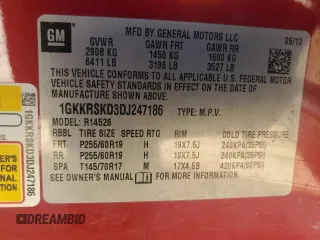 GM
MFD BY GENERAL MOTORS LLC
05/13
GVWR GAWR FRT GAWR RR
2908 KG 1450 KG 1600 KG
6411 LB 3196 LB 3527 LB
THIS VEHICLE CONFORMS TO ALL APPLICABLE U.S. FEDERAL MOTOR VEHICLE SAFETY STANDARDS IN EFFECT ON THE DATE OF MANUFACTURE SHOWN ABOVE.
1GKKRSKD3DJ247186 TYPE: M.P.V.
MODEL: R14526
RBBL TIRE SIZE SPEED RTG RIM COLD TIRE PRESSURE
FRT P255/60R19 H 19X7.5J 240KPA(35PSI)
RR P255/60R19 H 19X7.5J 240KPA(35PSI)
SPA T145/70R17 M 17X4.5B 420KPA(60PSI)
SEE OWNER'S MANUAL FOR ADDITIONAL INFORMATION
1GKKRSKD3DJ247186
DREAMBID